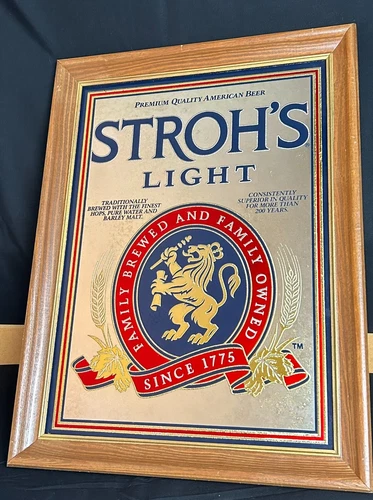 PREMIUM QUALITY AMERICAN BEER
STROH'S
LIGHT
TRADITIONALLY
BREWED WITH THE FINEST
HOPS, PURE WATER AND
BARLEY MALT.
CONSISTENTLY
SUPERIOR IN QUALITY
FOR MORE THAN
200 YEARS.
FAMILY BREWED AND FAMILY OWNED
SINCE 1775
TM